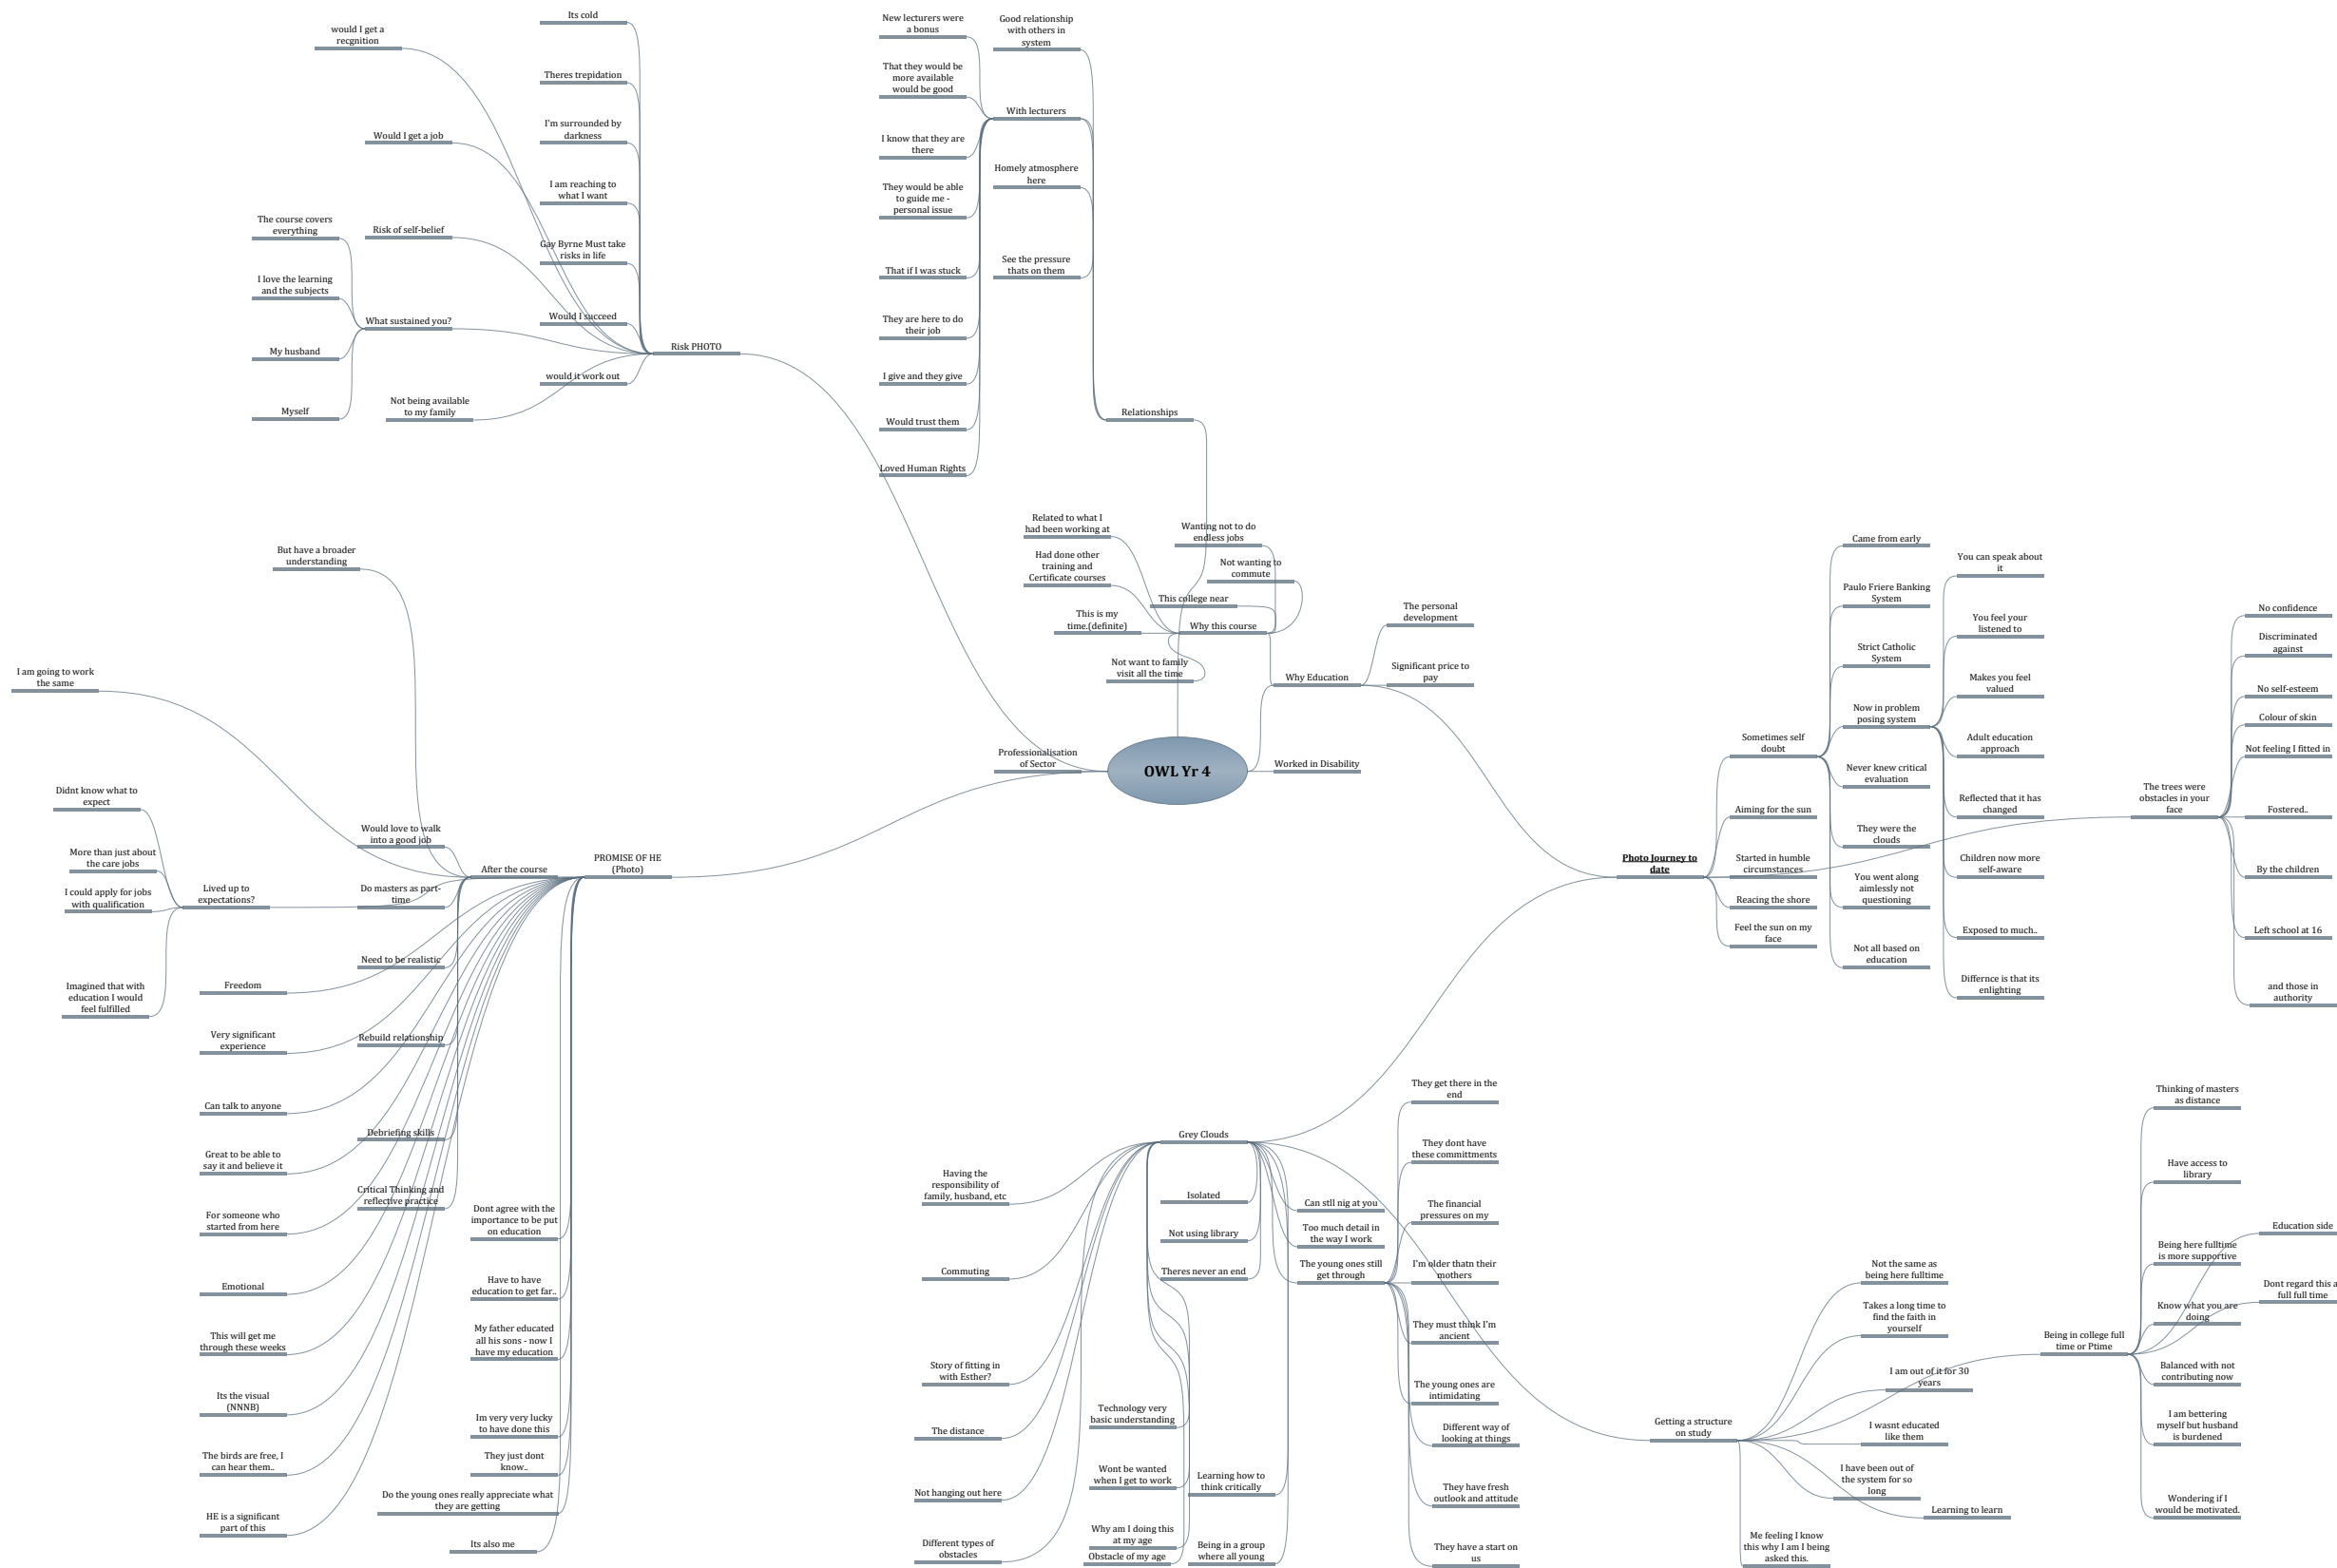 Its cold
would I get a
recgnition
Theres trepidation
I'm surrounded by
darkness
Would I get a job
I am reaching to
what I want
The course covers
everything
Risk of self-belief
Gay Byrne Must take
risks in life
I love the learning
and the subjects
What sustained you?
Would I succeed
Risk PHOTO
My husband
would it work out
Not being available
to my family
Myself
New lecturers were
a bonus
Good relationship
with others in
system
That they would be
more available
would be good
With lecturers
I know that they are
there
Homely atmosphere
here
They would be able
to guide me -
personal issue
See the pressure
thats on them
That if I was stuck
They are here to do
their job
I give and they give
Would trust them
Relationships
Loved Human Rights
Related to what I
had been working at
Wanting not to do
endless jobs
Had done other
training and
Certificate courses
Not wanting to
commute
This college near
This is my
time.(definite)
Why this course
Not want to family
visit all the time
The personal
development
Significant price to
pay
Why Education
Professionalisation
of Sector
OWL Yr 4
Worked in Disability
But have a broader
understanding
I am going to work
the same
Didnt know what to
expect
Would love to walk
into a good job
More than just about
the care jobs
After the course
PROMISE OF HE
(Photo)
I could apply for jobs
with qualification
Lived up to
expectations?
Do masters as part-
time
Need to be realistic
Imagined that with
education I would
feel fulfilled
Freedom
Very significant
experience
Rebuild relationship
Can talk to anyone
Debriefing skills
Great to be able to
say it and believe it
Critical Thinking and
reflective practice
For someone who
started from here
Dont agree with the
importance to be put
on education
Emotional
Have to have
education to get far..
This will get me
through these weeks
My father educated
all his sons - now I
have my education
Its the visual
(NNNB)
Im very very lucky
to have done this
The birds are free, I
can hear them..
They just dont
know..
Do the young ones really appreciate what
they are getting
HE is a significant
part of this
Its also me
Came from early
You can speak about
it
Paulo Friere Banking
System
You feel your
listened to
Strict Catholic
System
Makes you feel
valued
Now in problem
posing system
Sometimes self
doubt
Adult education
approach
Never knew critical
evaluation
Aiming for the sun
Reflected that it has
changed
They were the
clouds
Photo Journey to
date
Started in humble
circumstances
Children now more
self-aware
You went along
aimlessly not
questioning
Reacing the shore
Feel the sun on my
face
Exposed to much..
Not all based on
education
Differnce is that its
enlighting
No confidence
Discriminated
against
No self-esteem
Colour of skin
Not feeling I fitted in
The trees were
obstacles in your
face
Fostered..
By the children
Left school at 16
and those in
authority
Grey Clouds
Having the
responsibility of
family, husband, etc
Isolated
Not using library
Commuting
Theres never an end
Story of fitting in
with Esther?
The distance
Technology very
basic understanding
Not hanging out here
Wont be wanted
when I get to work
Learning how to
think critically
Different types of
obstacles
Why am I doing this
at my age
Obstacle of my age
Being in a group
where all young
Can stll nig at you
Too much detail in
the way I work
The young ones still
get through
They get there in the
end
They dont have
these committments
The financial
pressures on my
I'm older thatn their
mothers
They must think I'm
ancient
The young ones are
intimidating
Different way of
looking at things
They have fresh
outlook and attitude
They have a start on
us
Getting a structure
on study
Not the same as
being here fulltime
Takes a long time to
find the faith in
yourself
I am out of it for 30
years
I wasnt educated
like them
I have been out of
the system for so
long
Learning to learn
Me feeling I know
this why I am I being
asked this.
Being in college full
time or Ptime
Thinking of masters
as distance
Have access to
library
Education side
Being here fulltime
is more supportive
Dont regard this a
full full time
Know what you are
doing
Balanced with not
contributing now
I am bettering
myself but husband
is burdened
Wondering if I
would be motivated.